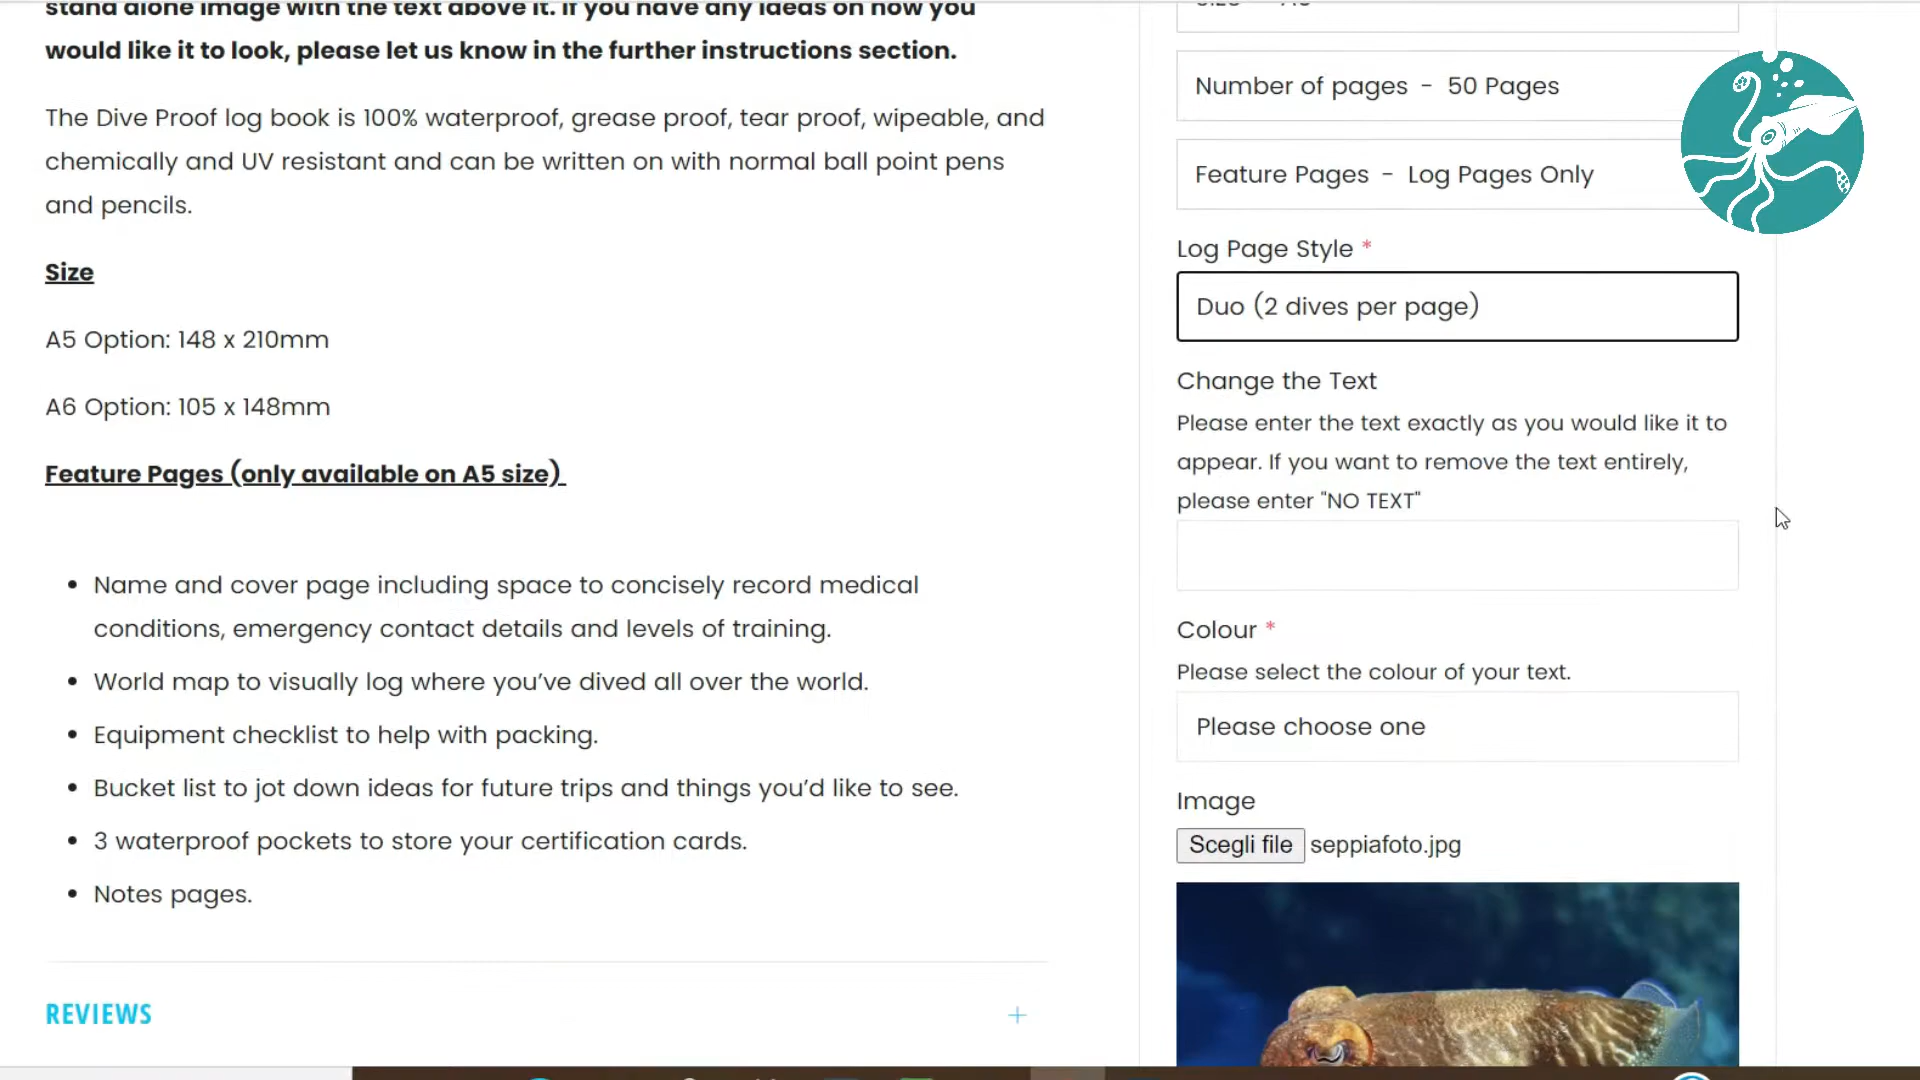 stand alone image with the text above it. If you have any ideas on how you
would like it to look, please let us know in the further instructions section.
The Dive Proof log book is 100% waterproof, grease proof, tear proof, wipeable, and
chemically and UV resistant and can be written on with normal ball point pens
and pencils.
Size
A5 Option: 148 x 210mm
A6 Option: 105 x 148mm
Feature Pages (only available on A5 size)
• Name and cover page including space to concisely record medical
conditions, emergency contact details and levels of training.
• World map to visually log where you’ve dived all over the world.
• Equipment checklist to help with packing.
• Bucket list to jot down ideas for future trips and things you’d like to see.
• 3 waterproof pockets to store your certification cards.
• Notes pages.
REVIEWS +
Number of pages - 50 Pages
Feature Pages - Log Pages Only
Log Page Style *
Duo (2 dives per page)
Change the Text
Please enter the text exactly as you would like it to
appear. If you want to remove the text entirely,
please enter "NO TEXT"
Colour *
Please select the colour of your text.
Please choose one
Image
Scegli file seppiafoto.jpg